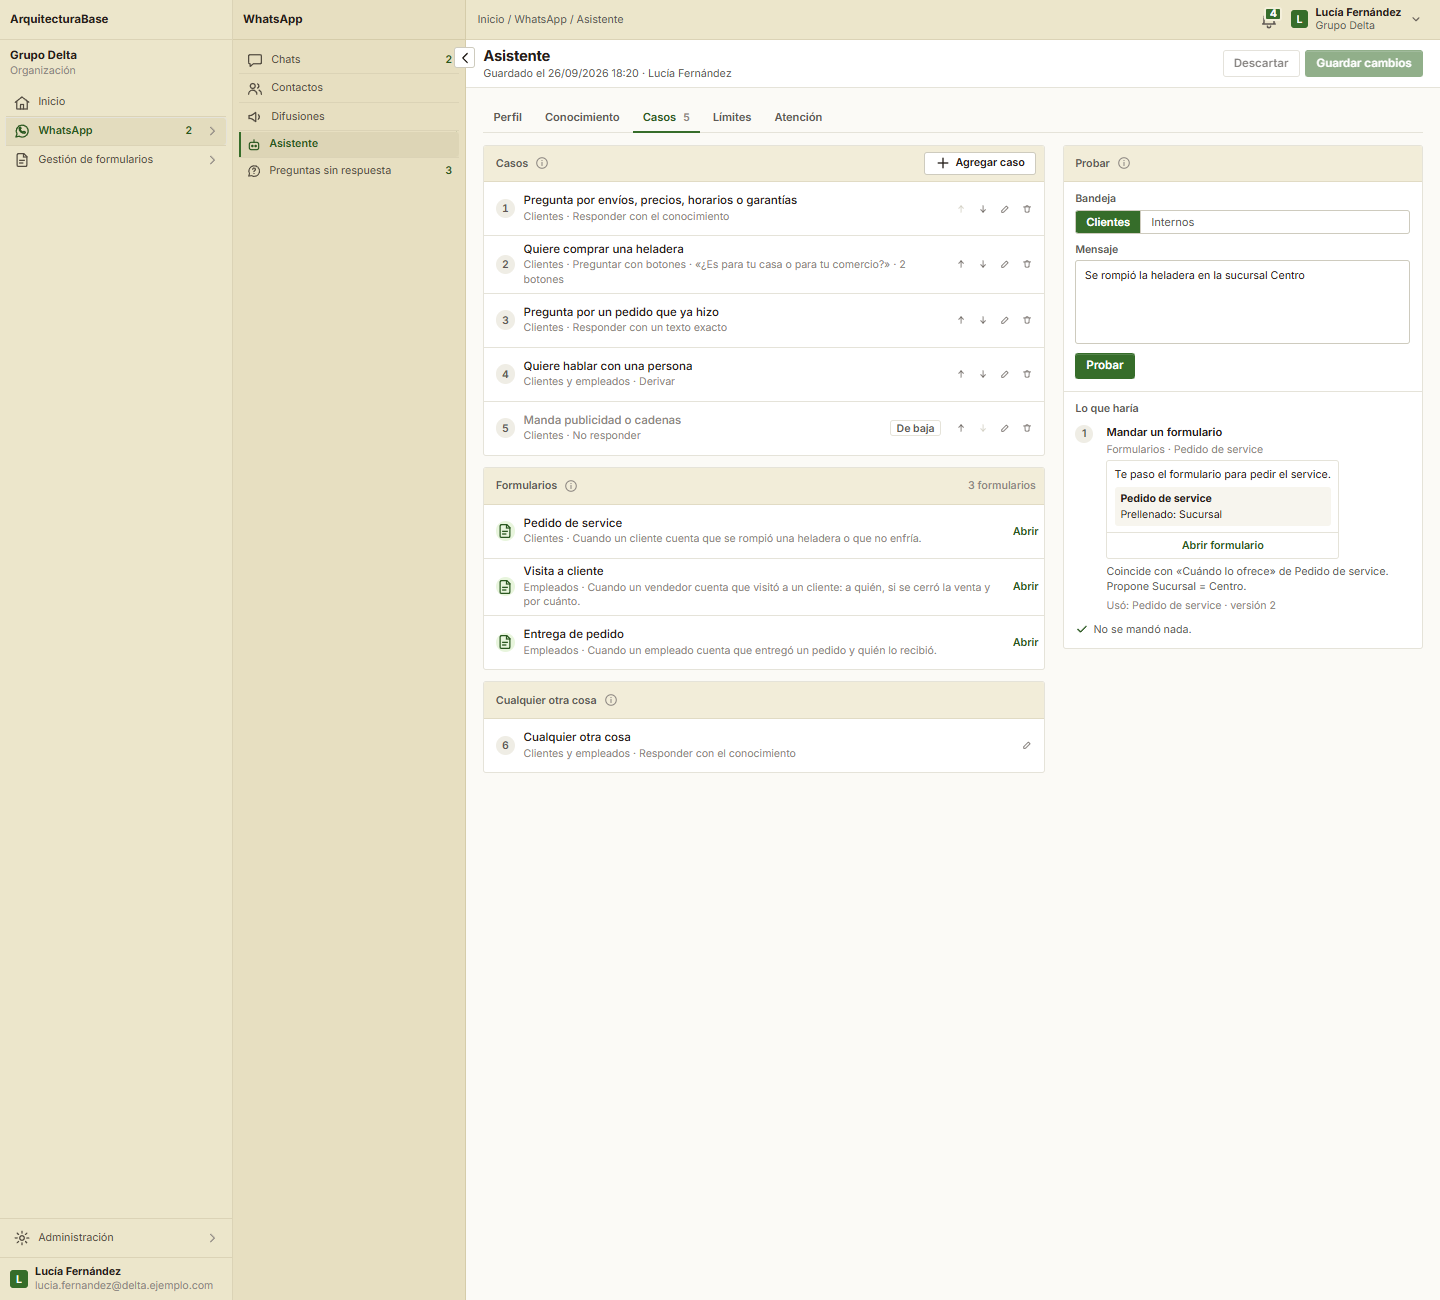 ArquitecturaBase
Grupo Delta
Organización
Inicio
WhatsApp 2
Gestión de formularios
Administración
L
Lucía Fernández
lucia.fernandez@delta.ejemplo.com
WhatsApp
Chats 2
Contactos
Difusiones
Asistente
Preguntas sin respuesta 3
Inicio / WhatsApp / Asistente
4
L
Lucía Fernández
Grupo Delta
Asistente
Guardado el 26/09/2026 18:20 · Lucía Fernández
Descartar
Guardar cambios
Perfil
Conocimiento
Casos 5
Límites
Atención
Casos
Agregar caso
1
Pregunta por envíos, precios, horarios o garantías
Clientes · Responder con el conocimiento
2
Quiere comprar una heladera
Clientes · Preguntar con botones · «¿Es para tu casa o para tu comercio?» · 2
botones
3
Pregunta por un pedido que ya hizo
Clientes · Responder con un texto exacto
4
Quiere hablar con una persona
Clientes y empleados · Derivar
5
Manda publicidad o cadenas
Clientes · No responder
De baja
Formularios
3 formularios
Pedido de service
Clientes · Cuando un cliente cuenta que se rompió una heladera o que no enfría.
Abrir
Visita a cliente
Empleados · Cuando un vendedor cuenta que visitó a un cliente: a quién, si se cerró la venta y
por cuánto.
Abrir
Entrega de pedido
Empleados · Cuando un empleado cuenta que entregó un pedido y quién lo recibió.
Abrir
Cualquier otra cosa
6
Cualquier otra cosa
Clientes y empleados · Responder con el conocimiento
Probar
Bandeja
Clientes
Internos
Mensaje
Se rompió la heladera en la sucursal Centro
Probar
Lo que haría
1
Mandar un formulario
Formularios · Pedido de service
Te paso el formulario para pedir el service.
Pedido de service
Prellenado: Sucursal
Abrir formulario
Coincide con «Cuándo lo ofrece» de Pedido de service.
Propone Sucursal = Centro.
Usó: Pedido de service · versión 2
No se mandó nada.